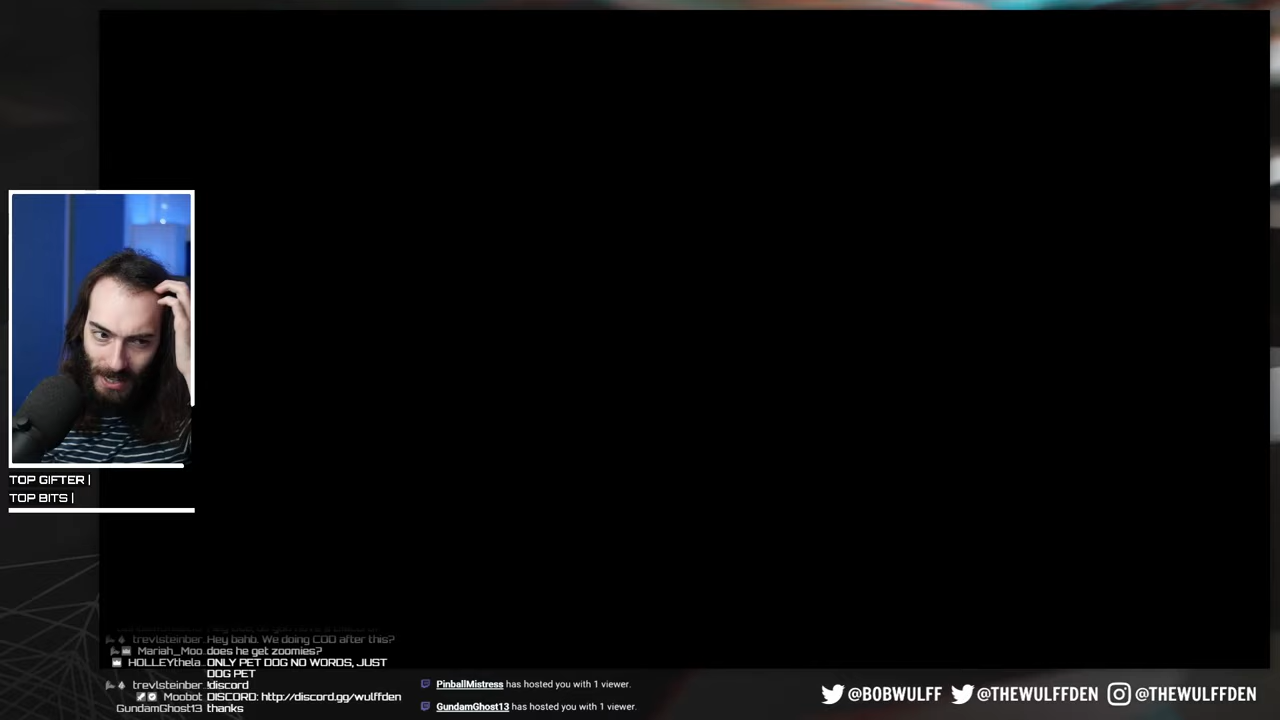 TOP GIFTER |
TOP BITS |
trevlsteinber.. Hey bahb. We doing COD after this?
Mariah_Moo.. does he get zoomies?
HOLLEYthela.. ONLY PET DOG NO WORDS, JUST
DOG PET
trevlsteinber.. !discord
Moobot DISCORD: http://discord.gg/wulffden
GundamGhost13 thanks
PinballMistress has hosted you with 1 viewer.
GundamGhost13 has hosted you with 1 viewer.
@BOBWULFF @THEWULFFDEN @THEWULFFDEN